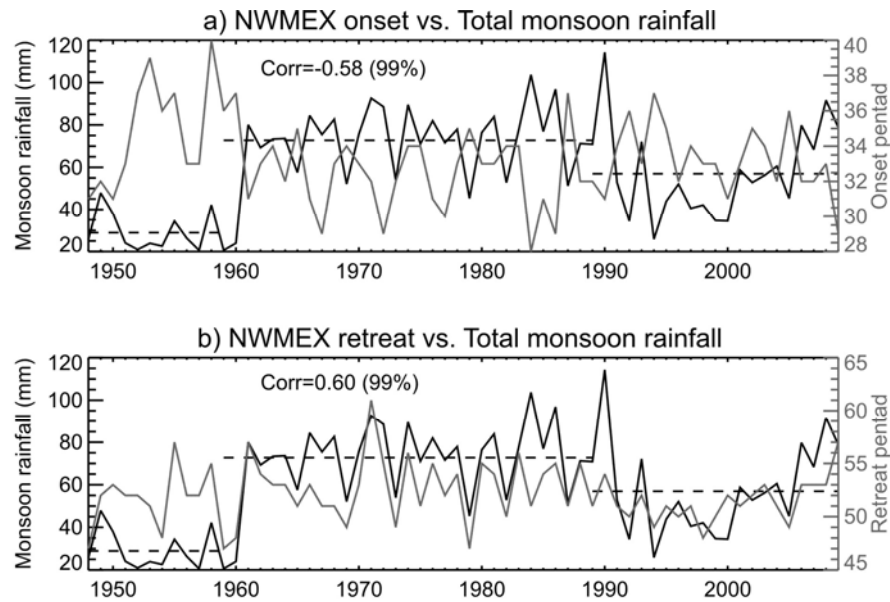 a) NWMEX onset vs. Total monsoon rainfall
Monsoon rainfall (mm)
120
100
80
60
40
20
Corr=-0.58 (99%)
40
38
36
34
32
30
28
Onset pentad
1950 1960 1970 1980 1990 2000
b) NWMEX retreat vs. Total monsoon rainfall
Monsoon rainfall (mm)
120
100
80
60
40
20
Corr=0.60 (99%)
65
60
55
50
45
Retreat pentad
1950 1960 1970 1980 1990 2000